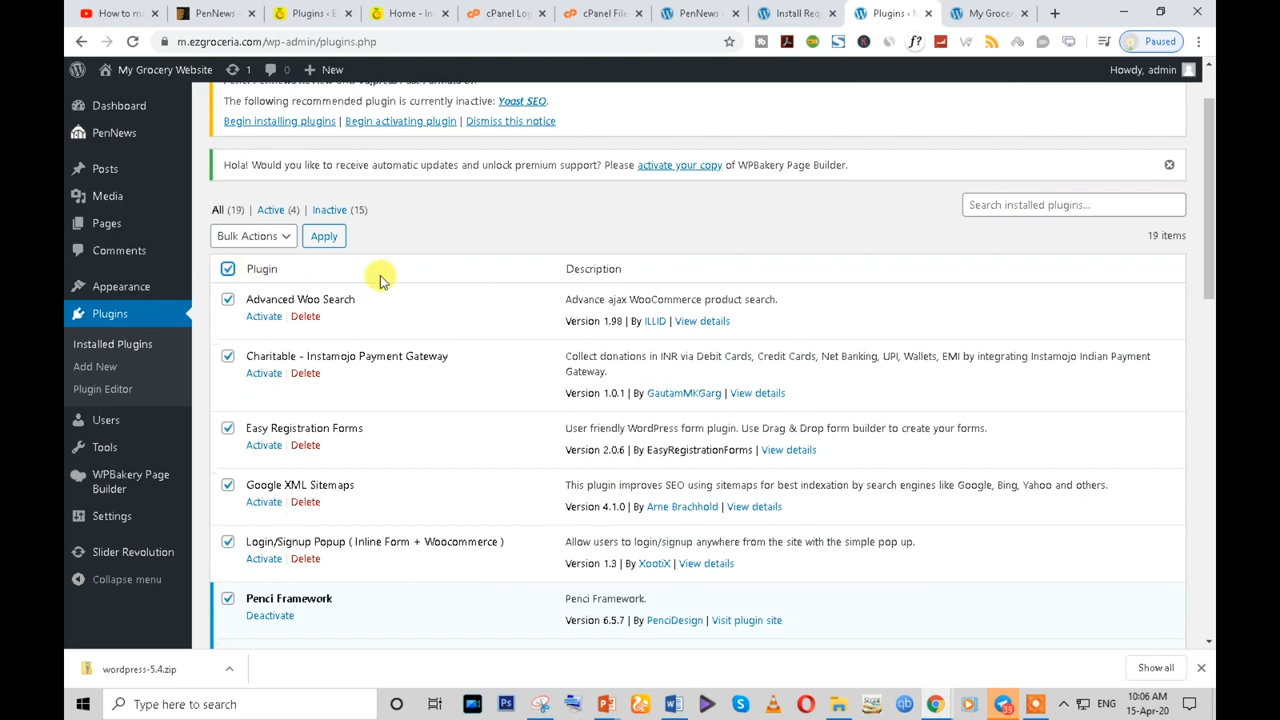 How to m
PenNews -
Plugins ‹ E
Home - In
cPanel Log
cPanel File
PenNews
Install Req
Plugins ‹
My Grocer
m.ezgroceria.com/wp-admin/plugins.php
Paused
My Grocery Website
1
1
New
Howdy, admin
Dashboard
PenNews
Posts
Media
Pages
Comments
Appearance
Plugins
Installed Plugins
Add New
Plugin Editor
Users
Tools
WPBakery Page
Builder
Settings
Slider Revolution
Collapse menu
The following recommended plugin is currently inactive: Yoast SEO.
Begin installing plugins | Begin activating plugin | Dismiss this notice
Hola! Would you like to receive automatic updates and unlock premium support? Please activate your copy of WPBakery Page Builder.
All (19) | Active (4) | Inactive (15)
Search installed plugins...
Bulk Actions
Apply
19 items
Plugin
Description
Advanced Woo Search
Activate | Delete
Advance ajax WooCommerce product search.
Version 1.98 | By ILLID | View details
Charitable - Instamojo Payment Gateway
Activate | Delete
Collect donations in INR via Debit Cards, Credit Cards, Net Banking, UPI, Wallets, EMI by integrating Instamojo Indian Payment
Gateway.
Version 1.0.1 | By GautamMKGarg | View details
Easy Registration Forms
Activate | Delete
User friendly WordPress form plugin. Use Drag & Drop form builder to create your forms.
Version 2.0.6 | By EasyRegistrationForms | View details
Google XML Sitemaps
Activate | Delete
This plugin improves SEO using sitemaps for best indexation by search engines like Google, Bing, Yahoo and others.
Version 4.1.0 | By Arne Brachhold | View details
Login/Signup Popup ( Inline Form + Woocommerce )
Activate | Delete
Allow users to login/signup anywhere from the site with the simple pop up.
Version 1.3 | By XootiX | View details
Penci Framework
Deactivate
Penci Framework.
Version 6.5.7 | By PenciDesign | Visit plugin site
wordpress-5.4.zip
Show all
Type here to search
39
ENG
10:06 AM
15-Apr-20